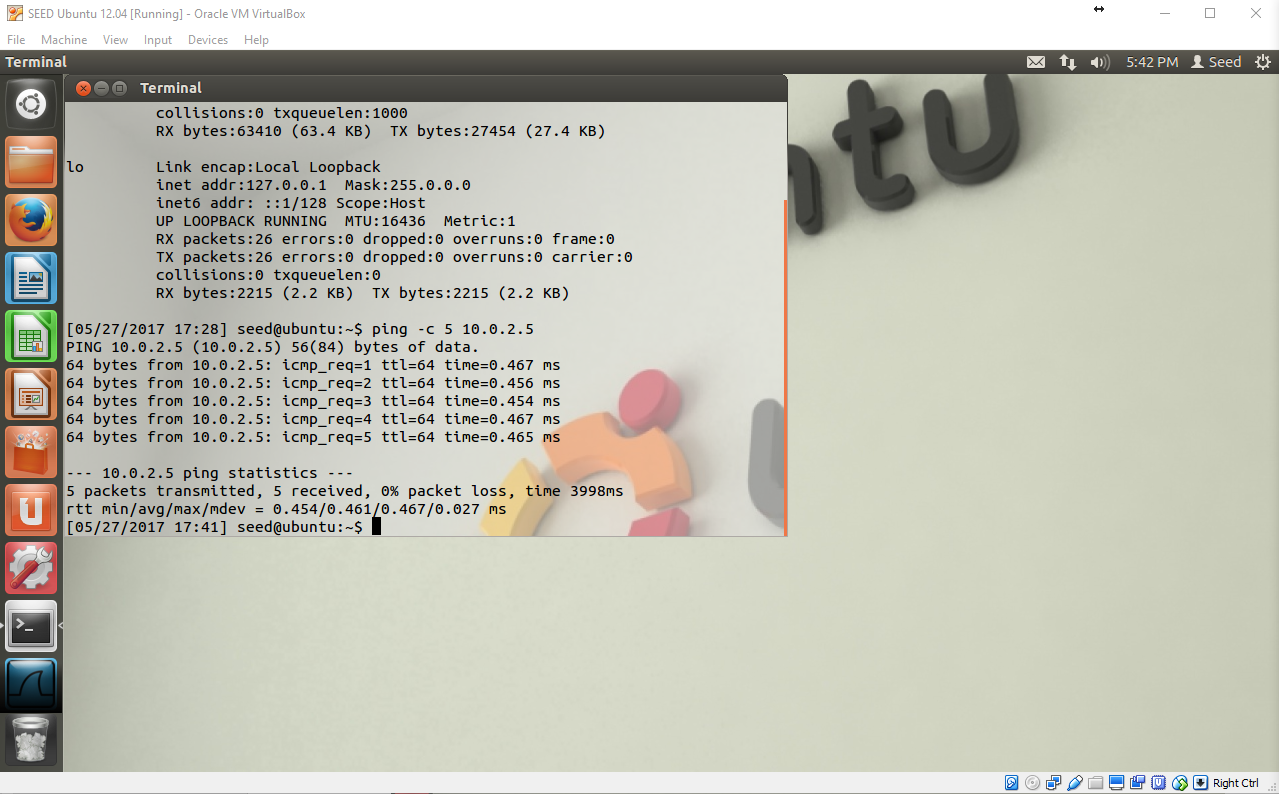 SEED Ubuntu 12.04 [Running] - Oracle VM VirtualBox
File Machine View Input Devices Help
Terminal 5:42 PM Seed
Terminal
collisions:0 txqueuelen:1000
RX bytes:63410 (63.4 KB)  TX bytes:27454 (27.4 KB)
lo        Link encap:Local Loopback
inet addr:127.0.0.1  Mask:255.0.0.0
inet6 addr: ::1/128 Scope:Host
UP LOOPBACK RUNNING  MTU:16436  Metric:1
RX packets:26 errors:0 dropped:0 overruns:0 frame:0
TX packets:26 errors:0 dropped:0 overruns:0 carrier:0
collisions:0 txqueuelen:0
RX bytes:2215 (2.2 KB)  TX bytes:2215 (2.2 KB)
[05/27/2017 17:28] seed@ubuntu:~$ ping -c 5 10.0.2.5
PING 10.0.2.5 (10.0.2.5) 56(84) bytes of data.
64 bytes from 10.0.2.5: icmp_req=1 ttl=64 time=0.467 ms
64 bytes from 10.0.2.5: icmp_req=2 ttl=64 time=0.456 ms
64 bytes from 10.0.2.5: icmp_req=3 ttl=64 time=0.454 ms
64 bytes from 10.0.2.5: icmp_req=4 ttl=64 time=0.467 ms
64 bytes from 10.0.2.5: icmp_req=5 ttl=64 time=0.465 ms
--- 10.0.2.5 ping statistics ---
5 packets transmitted, 5 received, 0% packet loss, time 3998ms
rtt min/avg/max/mdev = 0.454/0.461/0.467/0.027 ms
[05/27/2017 17:41] seed@ubuntu:~$
ntu
U
Right Ctrl